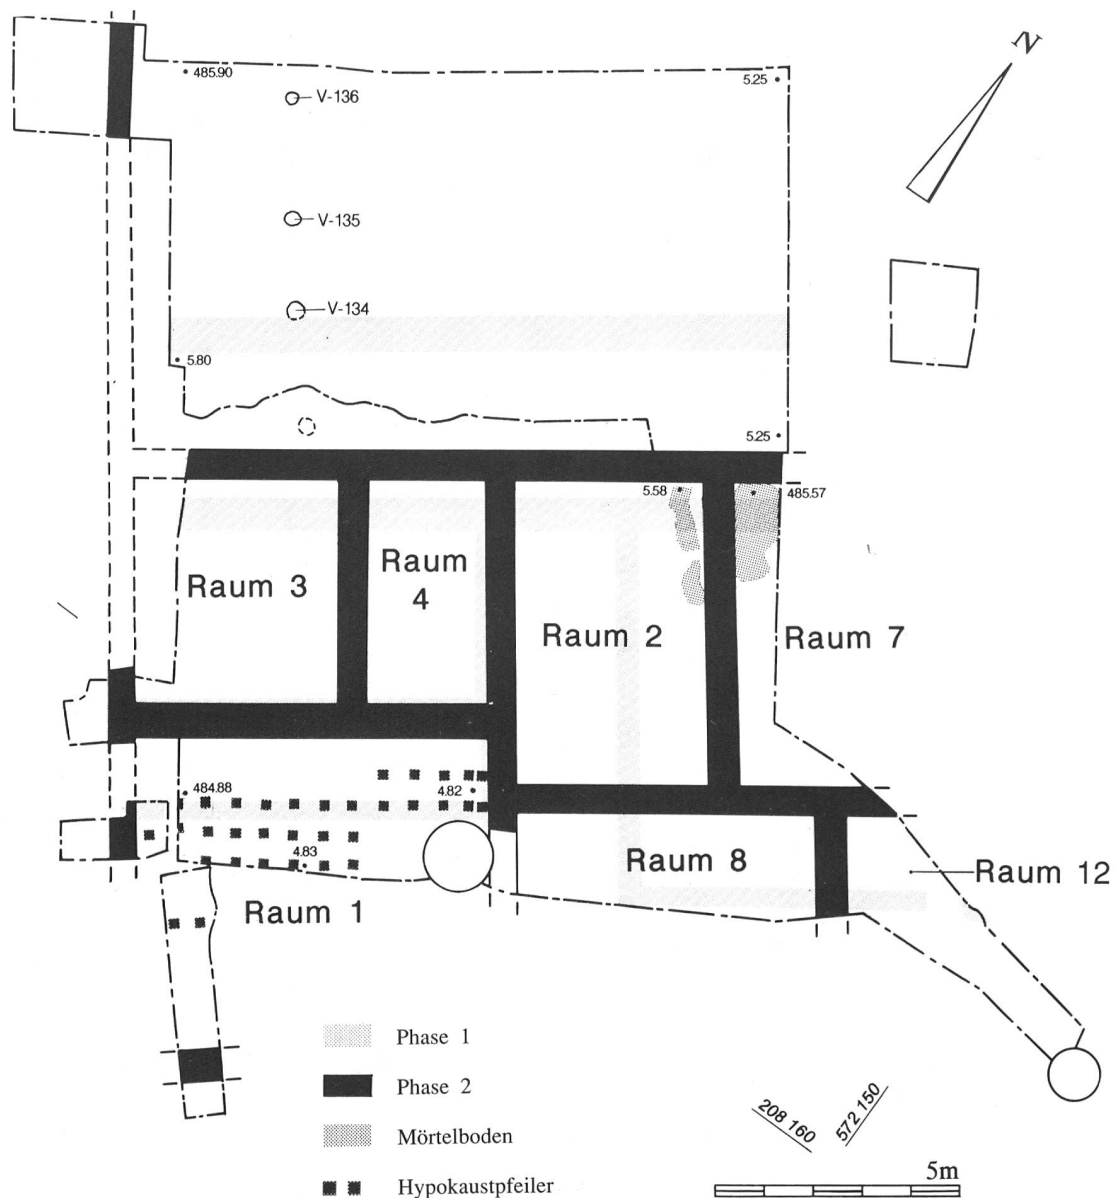 N
485.90
5.25
V-136
V-135
V-134
5.80
5.25
5.58
485.57
Raum 3
Raum
4
Raum 2
Raum 7
484.88
4.82
4.83
Raum 8
Raum 12
Raum 1
Phase 1
Phase 2
Mörtelboden
Hypokaustpfeiler
208 160
572 150
5m